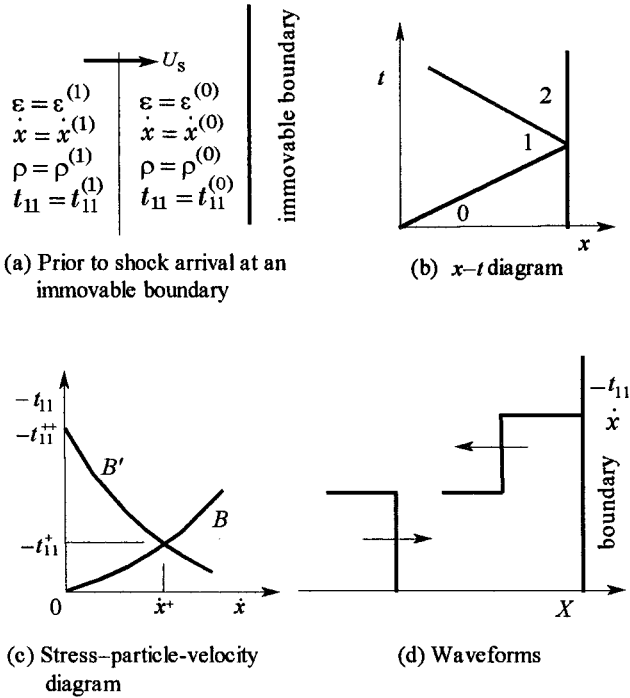 U_S
ε = ε^(1)
ẋ = ẋ^(1)
ρ = ρ^(1)
t_11 = t_11^(1)
ε = ε^(0)
ẋ = ẋ^(0)
ρ = ρ^(0)
t_11 = t_11^(0)
immovable boundary
(a) Prior to shock arrival at an
immovable boundary
t
2
1
0
x
(b) x–t diagram
– t_11
–t_11^++
B′
B
–t_11^+
0
ẋ^+
ẋ
(c) Stress–particle-velocity
diagram
–t_11
ẋ
boundary
X
(d) Waveforms